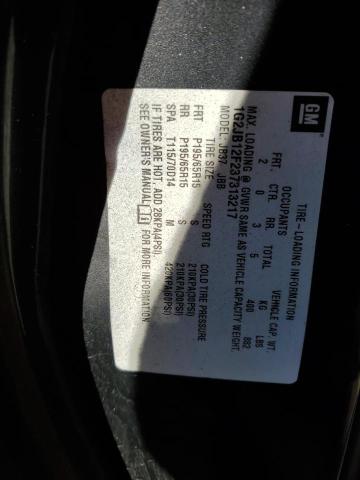 GM
TIRE-LOADING INFORMATION
OCCUPANTS VEHICLE CAP. WT.
FRT. CTR. RR. TOTAL KG LBS
2 0 3 5 400 882
MAX. LOADING @ GVWR SAME AS VEHICLE CAPACITY WEIGHT.
1G2JB12F237313217
MODEL: JB37 JBB
TIRE SIZE SPEED RTG COLD TIRE PRESSURE
FRT P195/65R15 S 210KPA(30PSI)
RR P195/65R15 S 210KPA(30PSI)
SPA T115/70D14 M 420KPA(60PSI)
IF TIRES ARE HOT, ADD 28KPA(4PSI).
SEE OWNER'S MANUAL FOR MORE INFORMATION